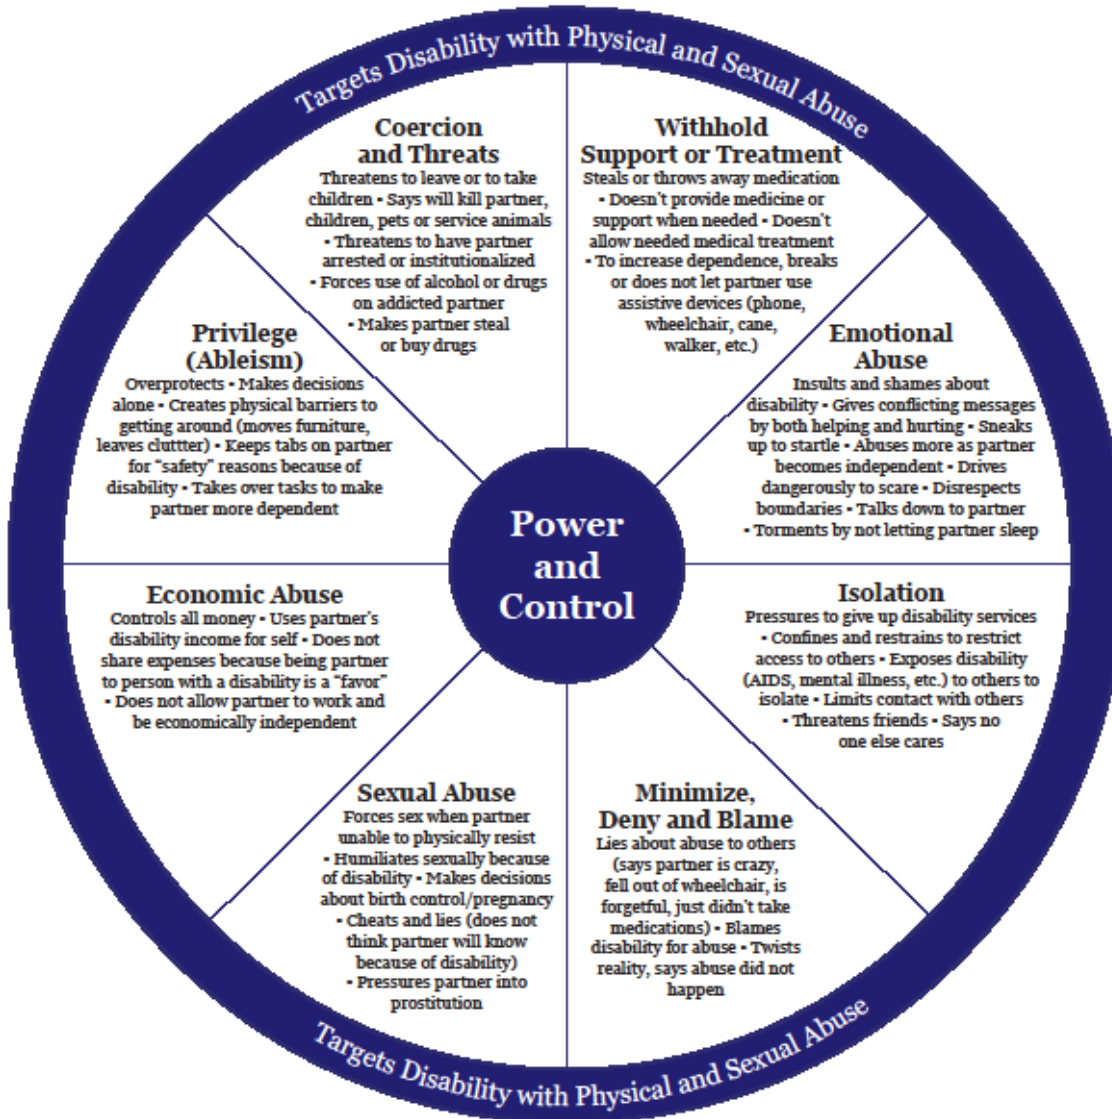 Targets Disability with Physical and Sexual Abuse
Coercion
and Threats
Threatens to leave or to take
children • Says will kill partner,
children, pets or service animals
• Threatens to have partner
arrested or institutionalized
• Forces use of alcohol or drugs
on addicted partner
• Makes partner steal
or buy drugs
Withhold
Support or Treatment
Steals or throws away medication
• Doesn't provide medicine or
support when needed • Doesn't
allow needed medical treatment
• To increase dependence, breaks
or does not let partner use
assistive devices (phone,
wheelchair, cane,
walker, etc.)
Emotional
Abuse
Insults and shames about
disability • Gives conflicting messages
by both helping and hurting • Sneaks
up to startle • Abuses more as partner
becomes independent • Drives
dangerously to scare • Disrespects
boundaries • Talks down to partner
• Torments by not letting partner sleep
Isolation
Pressures to give up disability services
• Confines and restrains to restrict
access to others • Exposes disability
(AIDS, mental illness, etc.) to others to
isolate • Limits contact with others
• Threatens friends • Says no
one else cares
Minimize,
Deny and Blame
Lies about abuse to others
(says partner is crazy,
fell out of wheelchair, is
forgetful, just didn't take
medications) • Blames
disability for abuse • Twists
reality, says abuse did not
happen
Sexual Abuse
Forces sex when partner
unable to physically resist
• Humiliates sexually because
of disability • Makes decisions
about birth control/pregnancy
• Cheats and lies (does not
think partner will know
because of disability)
• Pressures partner into
prostitution
Economic Abuse
Controls all money • Uses partner's
disability income for self • Does not
share expenses because being partner
to person with a disability is a "favor"
• Does not allow partner to work and
be economically independent
Privilege
(Ableism)
Overprotects • Makes decisions
alone • Creates physical barriers to
getting around (moves furniture,
leaves cluttter) • Keeps tabs on partner
for "safety" reasons because of
disability • Takes over tasks to make
partner more dependent
Power
and
Control
Targets Disability with Physical and Sexual Abuse